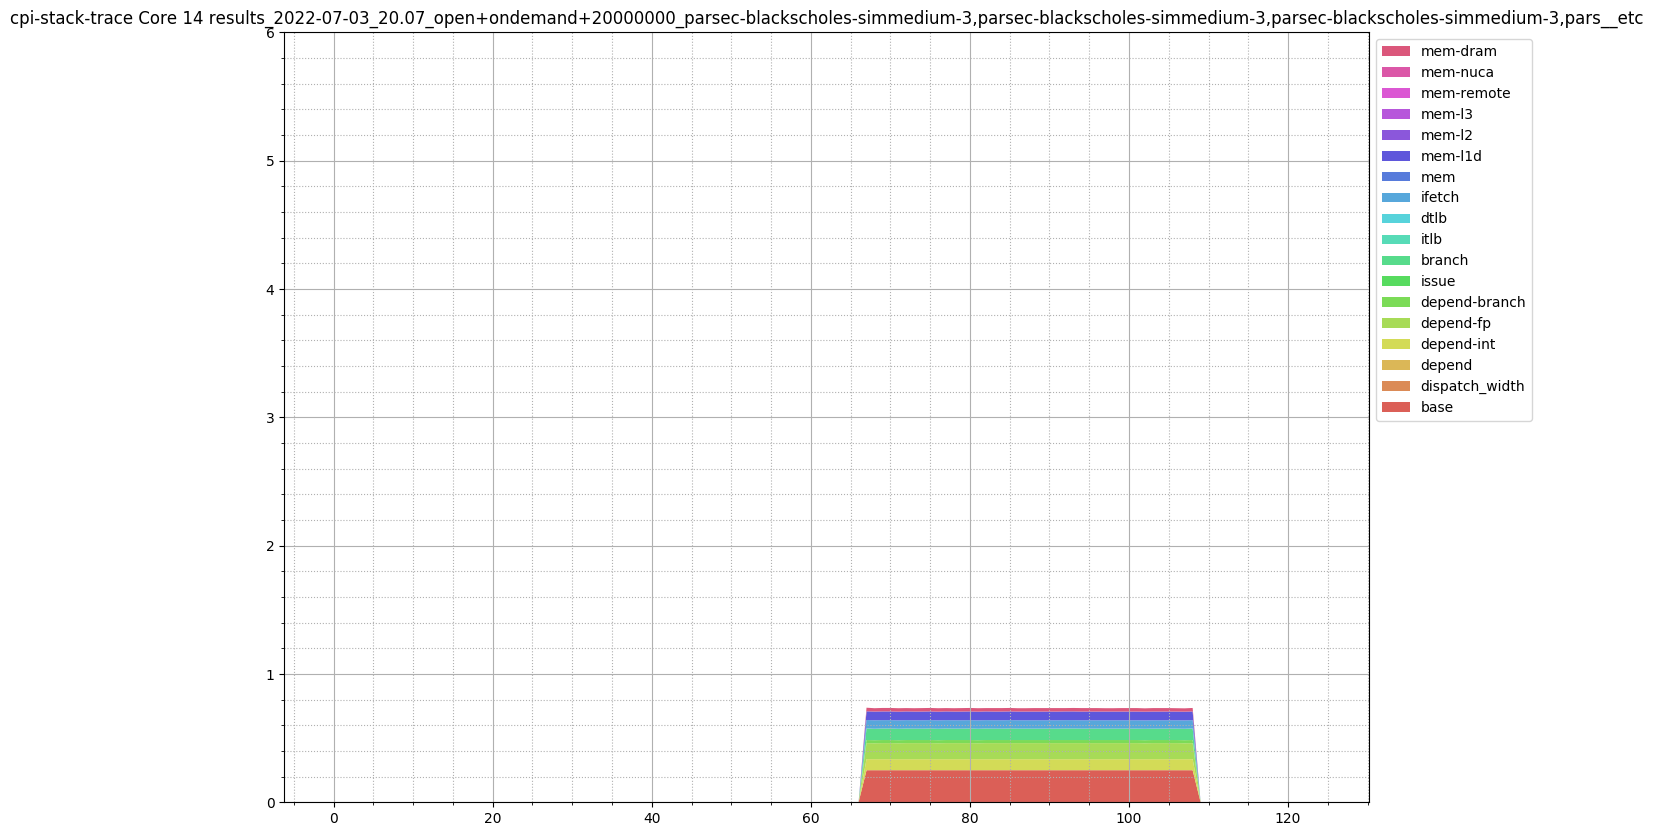 cpi-stack-trace Core 14 results_2022-07-03_20.07_open+ondemand+20000000_parsec-blackscholes-simmedium-3,parsec-blackscholes-simmedium-3,parsec-blackscholes-simmedium-3,pars__etc
6
5
4
3
2
1
0
0 20 40 60 80 100 120
mem-dram
mem-nuca
mem-remote
mem-l3
mem-l2
mem-l1d
mem
ifetch
dtlb
itlb
branch
issue
depend-branch
depend-fp
depend-int
depend
dispatch_width
base